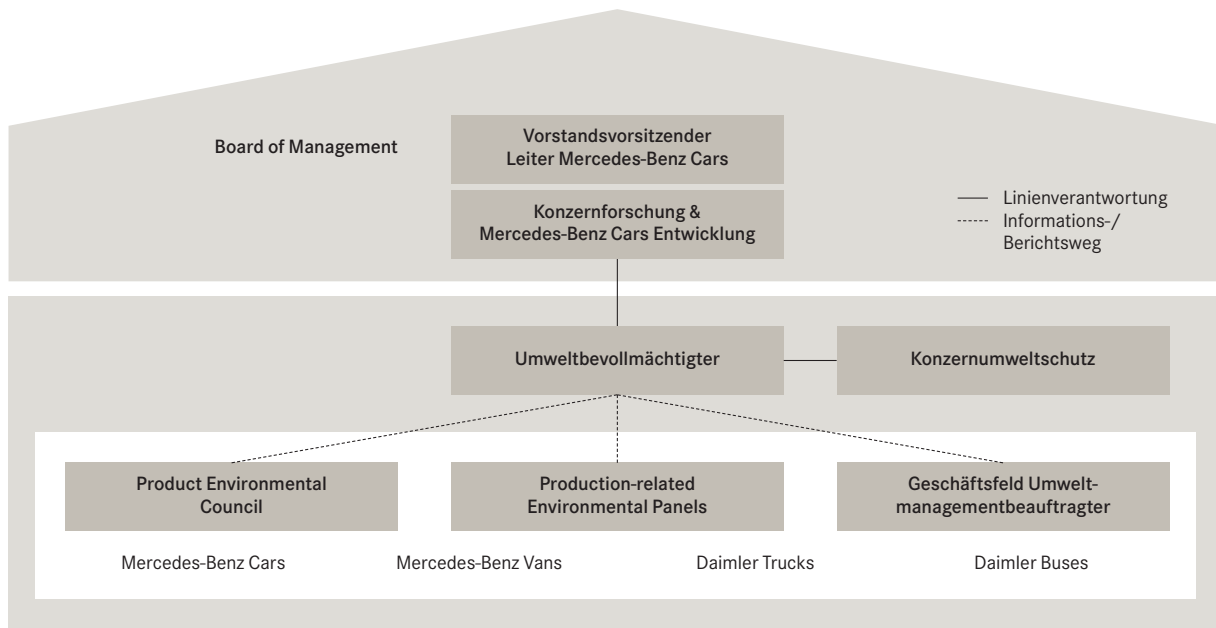 Board of Management
Vorstandsvorsitzender
Leiter Mercedes-Benz Cars
Konzernforschung &
Mercedes-Benz Cars Entwicklung
Linienverantwortung
Informations-/
Berichtsweg
Umweltbevollmächtigter
Konzernumweltschutz
Product Environmental
Council
Production-related
Environmental Panels
Geschäftsfeld Umwelt-
managementbeauftragter
Mercedes-Benz Cars
Mercedes-Benz Vans
Daimler Trucks
Daimler Buses